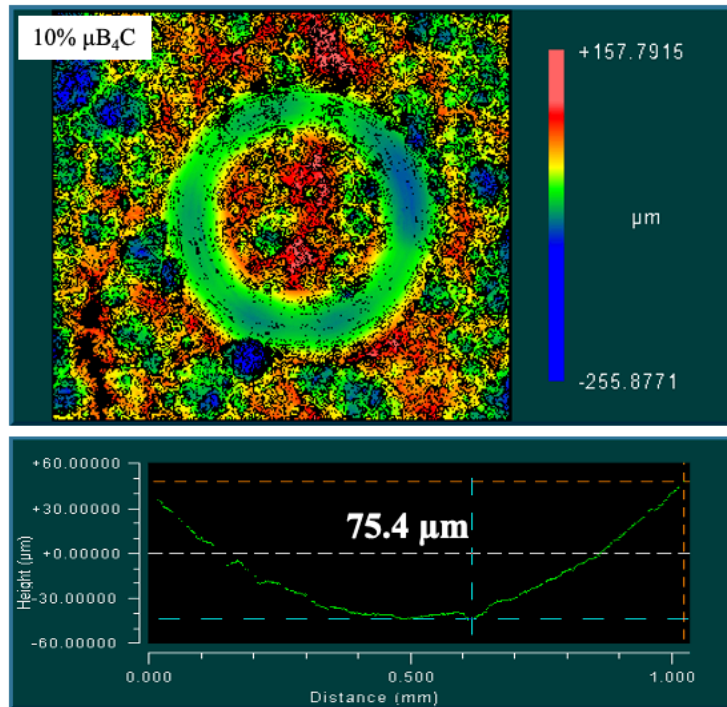 10% μB₄C
+157.7915
μm
-255.8771
+60.00000
+30.00000
+0.00000
-30.00000
-60.00000
Height (μm)
75.4 μm
0.000
0.500
1.000
Distance (mm)